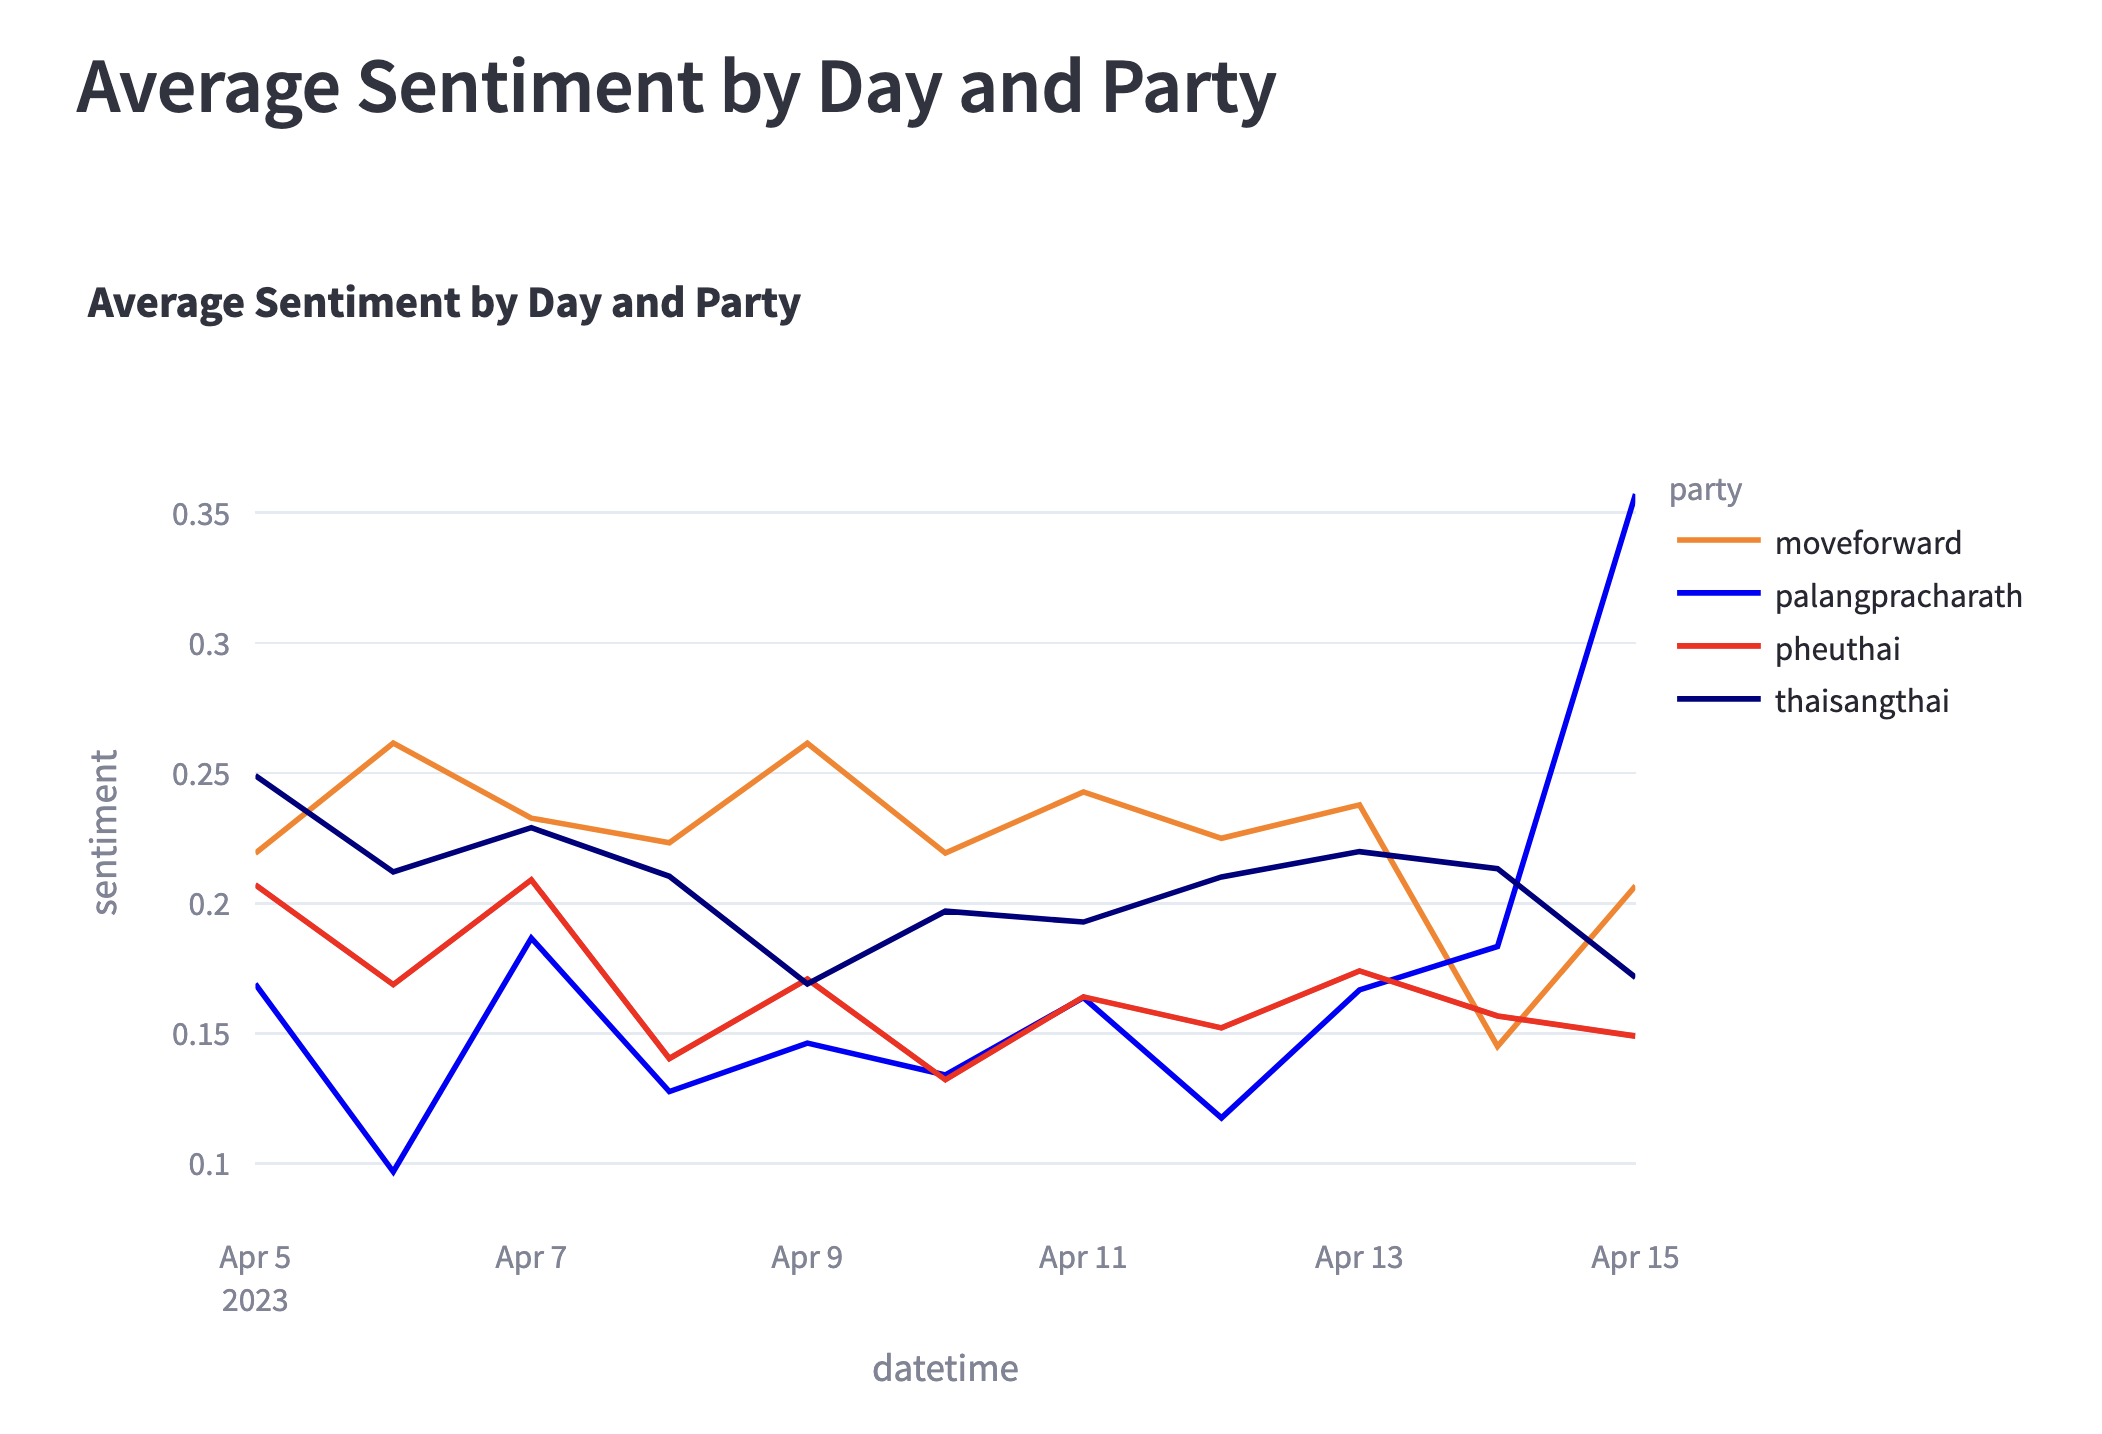 Average Sentiment by Day and Party
Average Sentiment by Day and Party
party
moveforward
palangpracharath
pheuthai
thaisangthai
sentiment
0.35
0.3
0.25
0.2
0.15
0.1
Apr 5
2023
Apr 7
Apr 9
Apr 11
Apr 13
Apr 15
datetime